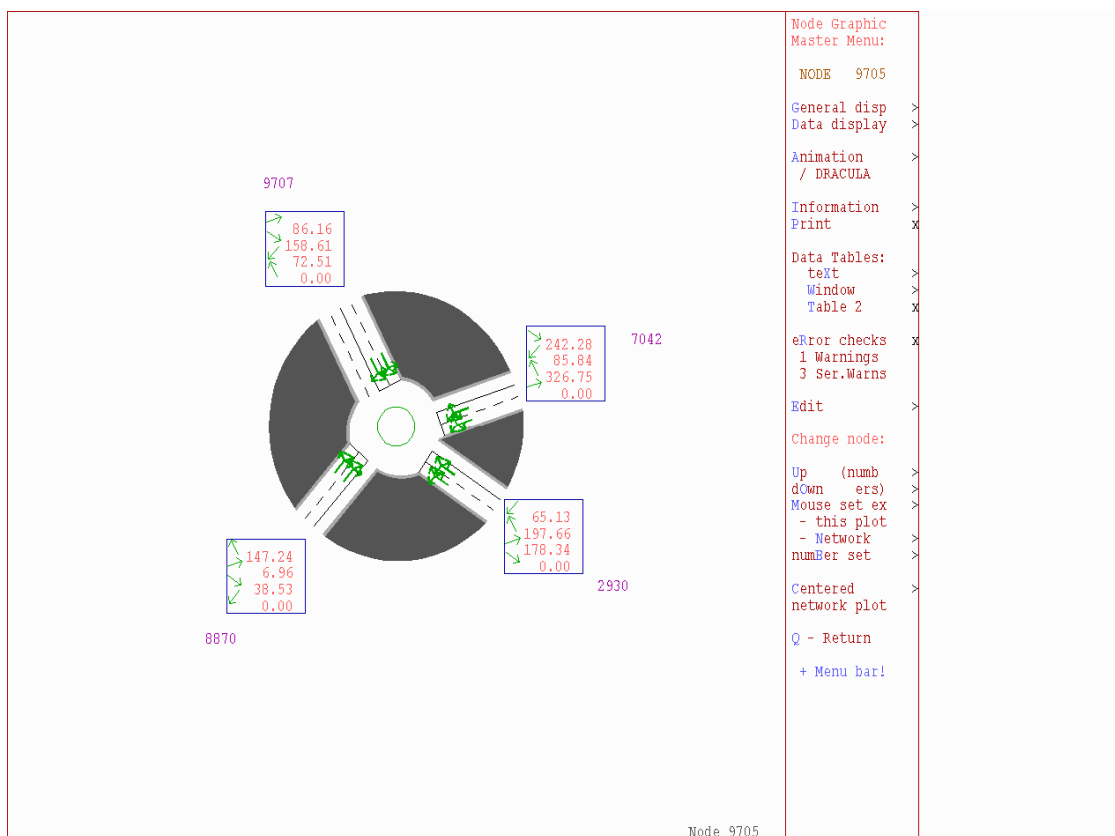 9707
86.16
158.61
72.51
0.00
7042
242.28
85.84
326.75
0.00
65.13
197.66
178.34
0.00
2930
147.24
6.96
38.53
0.00
8870
Node 9705
Node Graphic
Master Menu:
NODE 9705
General disp >
Data display >
Animation >
/ DRACULA
Information >
Print x
Data Tables:
teXt >
Window >
Table 2 x
eRror checks x
1 Warnings
3 Ser.Warns
Edit >
Change node:
Up (numb >
dOwn ers) >
Mouse set ex >
- this plot
- Network >
numBer set >
Centered >
network plot
Q - Return
+ Menu bar!